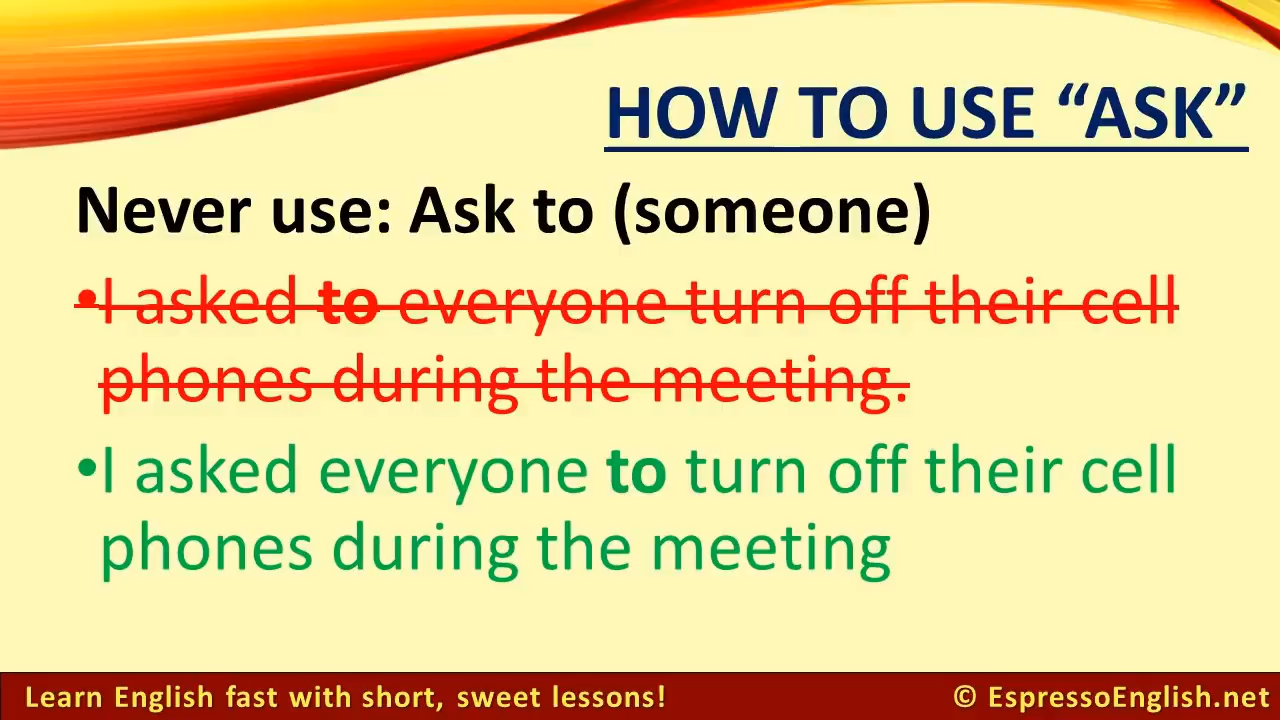 HOW TO USE “ASK”
Never use: Ask to (someone)
•I asked to everyone turn off their cell
phones during the meeting.
•I asked everyone to turn off their cell
phones during the meeting
Learn English fast with short, sweet lessons!
© EspressoEnglish.net